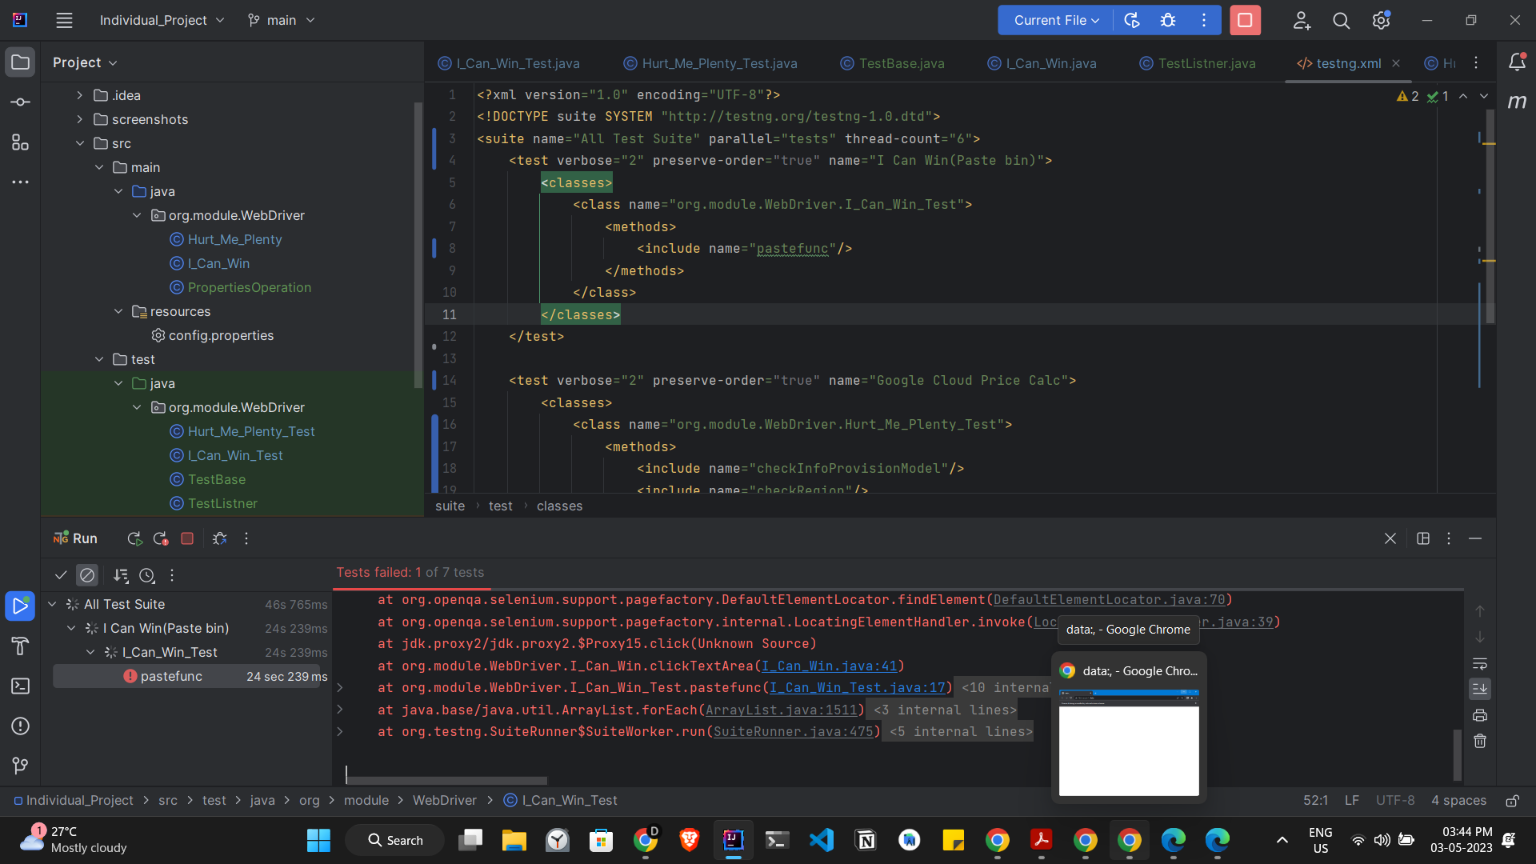 Individual_Project
main
Current File
Project
I_Can_Win_Test.java
Hurt_Me_Plenty_Test.java
TestBase.java
I_Can_Win.java
TestListner.java
testng.xml
.idea
screenshots
src
main
java
org.module.WebDriver
Hurt_Me_Plenty
I_Can_Win
PropertiesOperation
resources
config.properties
test
java
org.module.WebDriver
Hurt_Me_Plenty_Test
I_Can_Win_Test
TestBase
TestListner
2 1
1 <?xml version="1.0" encoding="UTF-8"?>
2 <!DOCTYPE suite SYSTEM "http://testng.org/testng-1.0.dtd">
3 <suite name="All Test Suite" parallel="tests" thread-count="6">
4 <test verbose="2" preserve-order="true" name="I Can Win(Paste bin)">
5 <classes>
6 <class name="org.module.WebDriver.I_Can_Win_Test">
7 <methods>
8 <include name="pastefunc"/>
9 </methods>
10 </class>
11 </classes>
12 </test>
13
14 <test verbose="2" preserve-order="true" name="Google Cloud Price Calc">
15 <classes>
16 <class name="org.module.WebDriver.Hurt_Me_Plenty_Test">
17 <methods>
18 <include name="checkInfoProvisionModel"/>
19 <include name="checkRegion"/>
suite › test › classes
Run
Tests failed: 1 of 7 tests
All Test Suite 46s 765ms
I Can Win(Paste bin) 24s 239ms
I_Can_Win_Test 24s 239ms
pastefunc 24 sec 239 ms
at org.openqa.selenium.support.pagefactory.DefaultElementLocator.findElement(DefaultElementLocator.java:70)
at org.openqa.selenium.support.pagefactory.internal.LocatingElementHandler.invoke(Loc r.java:39)
at jdk.proxy2/jdk.proxy2.$Proxy15.click(Unknown Source)
at org.module.WebDriver.I_Can_Win.clickTextArea(I_Can_Win.java:41)
at org.module.WebDriver.I_Can_Win_Test.pastefunc(I_Can_Win_Test.java:17) <10 interna
at java.base/java.util.ArrayList.forEach(ArrayList.java:1511) <3 internal lines>
at org.testng.SuiteRunner$SuiteWorker.run(SuiteRunner.java:475) <5 internal lines>
data:, - Google Chrome
data:, - Google Chro...
Individual_Project > src > test > java > org > module > WebDriver > I_Can_Win_Test
52:1 LF UTF-8 4 spaces
1
27°C
Mostly cloudy
Search
D
ENG
US
03:44 PM
03-05-2023